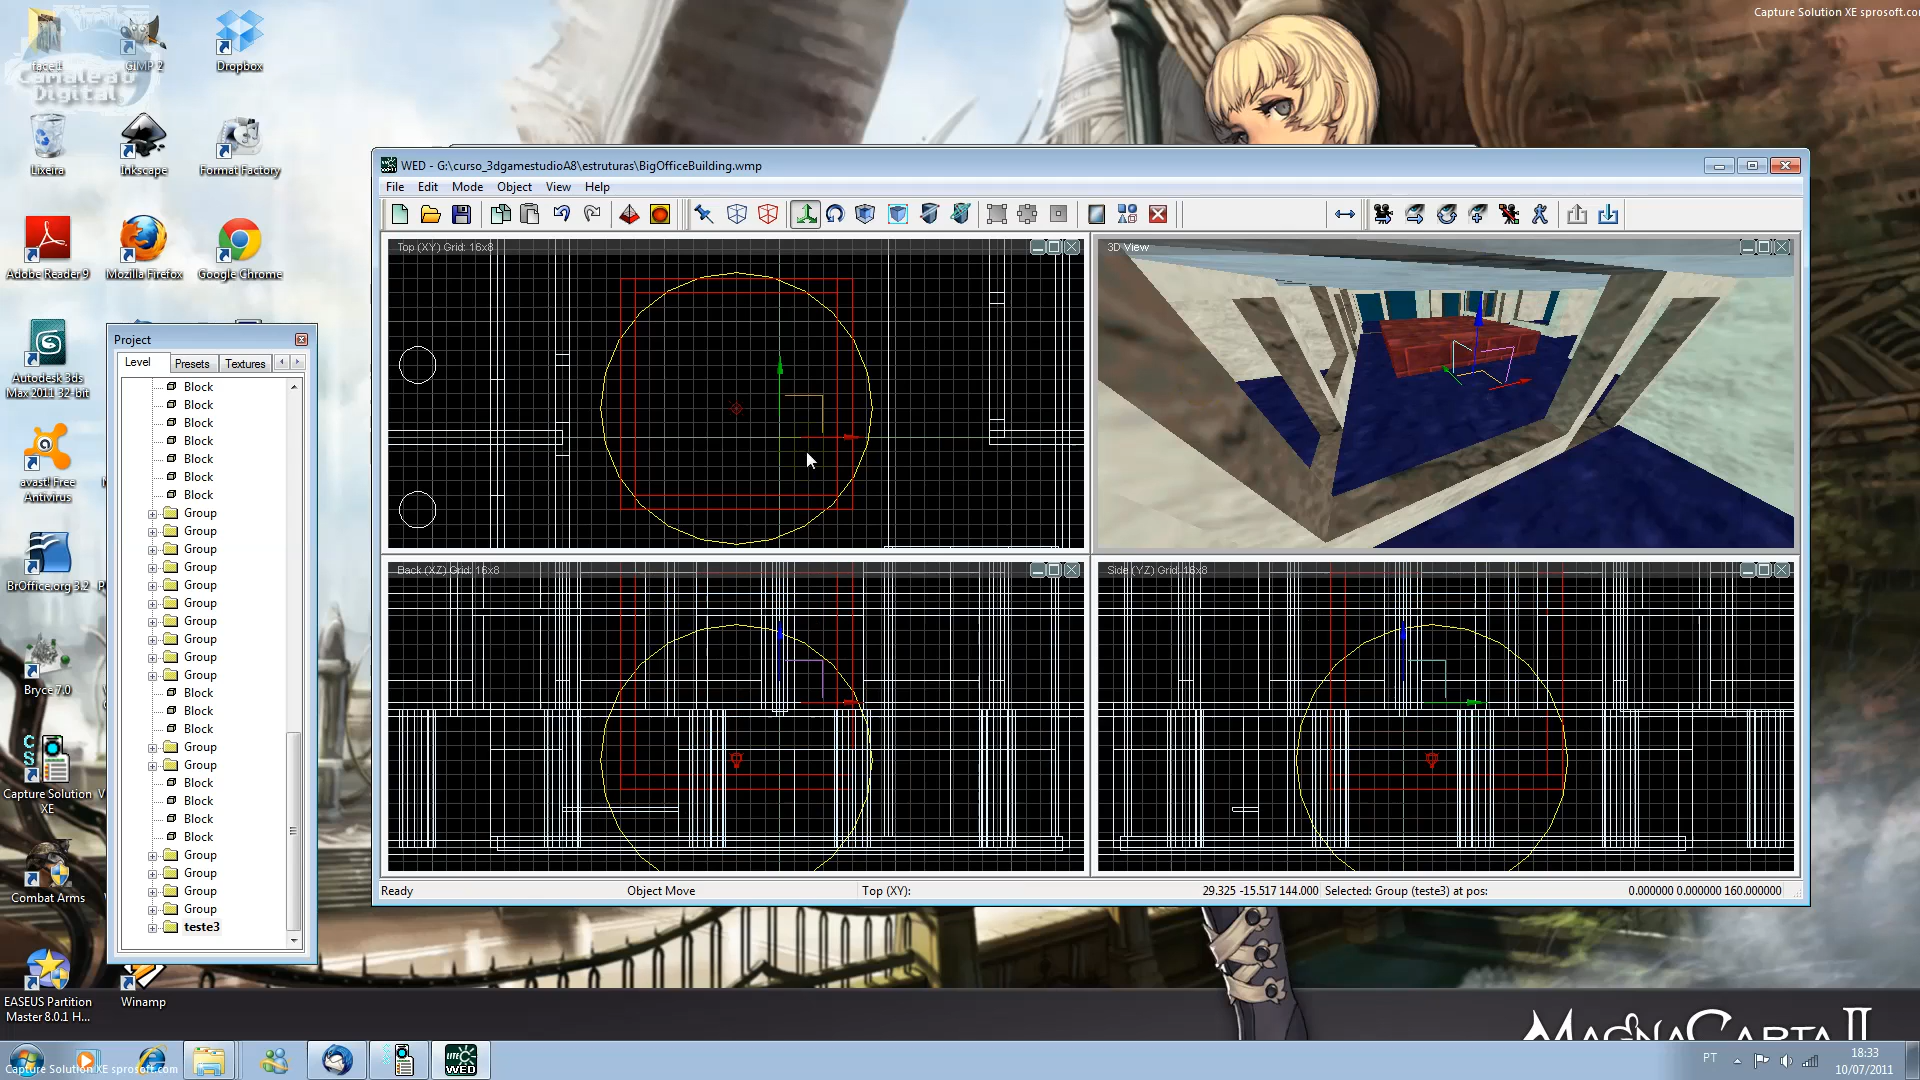 Capture Solution XE sprosoft.co
face1
GIMP 2
Dropbox
Camaleão
Digital
Lixeira
Inkscape
Format Factory
Adobe Reader 9
Mozilla Firefox
Google Chrome
Autodesk 3ds
Max 2011 32-bit
avast! Free
Antivirus
BrOffice.org 3.2
Bryce 7.0
Capture Solution
XE
Combat Arms
EASEUS Partition
Master 8.0.1 H...
Winamp
Project
Level
Presets
Textures
Block
Block
Block
Block
Block
Block
Block
Group
Group
Group
Group
Group
Group
Group
Group
Group
Group
Block
Block
Block
Group
Group
Block
Block
Block
Block
Group
Group
Group
Group
teste3
WED - G:\curso_3dgamestudioA8\estruturas\BigOfficeBuilding.wmp
File Edit Mode Object View Help
Top (XY) Grid: 16x8
3D View
Back (XZ) Grid: 16x8
Side (YZ) Grid: 16x8
Ready
Object Move
Top (XY):
29.325 -15.517 144.000
Selected: Group (teste3) at pos:
0.000000 0.000000 160.000000
MAGNACARTA II
Capture Solution XE sprosoft.com
LITE-C
WED
PT
18:33
10/07/2011